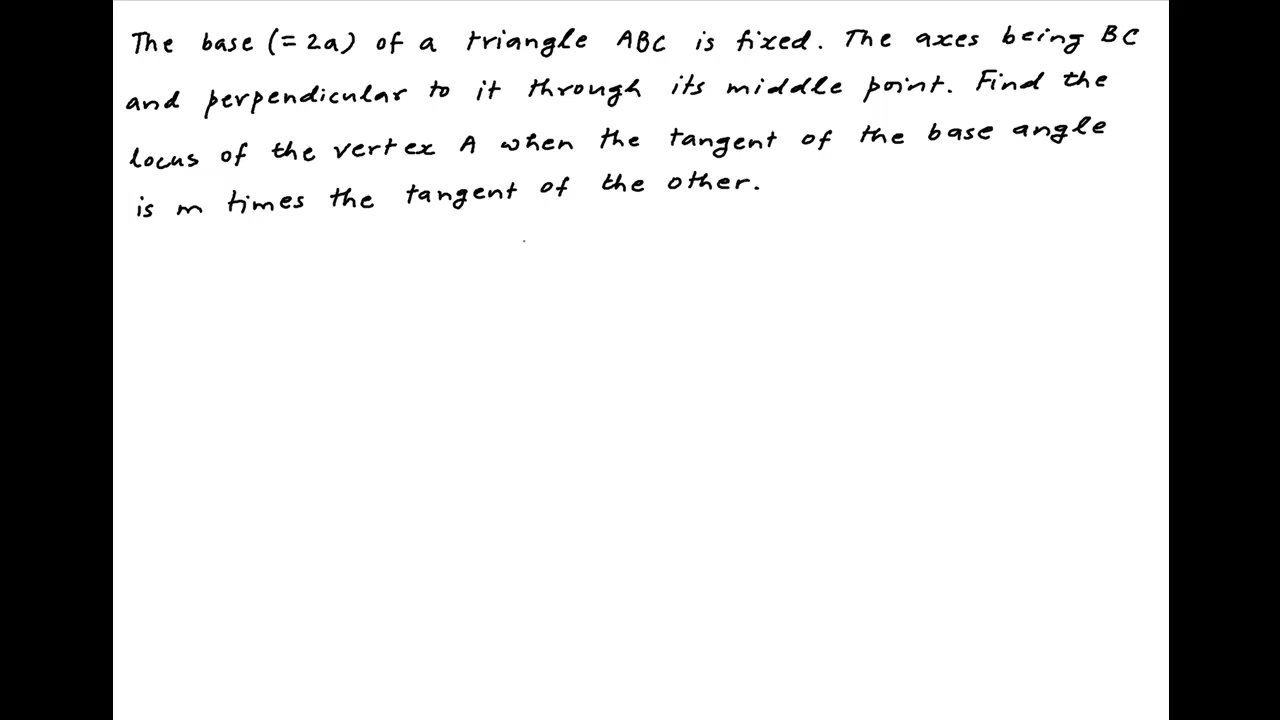 The base (= 2a) of a triangle ABC is fixed. The axes being BC
and perpendicular to it through its middle point. Find the
locus of the vertex A when the tangent of the base angle
is m times the tangent of the other.